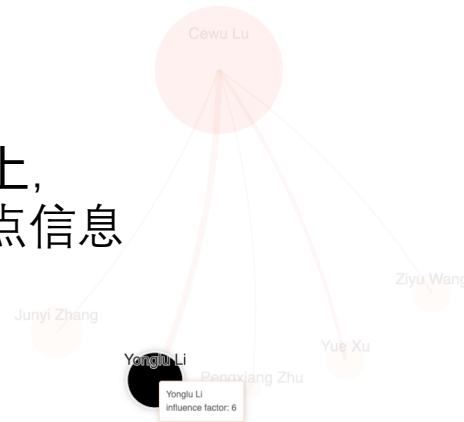 Cewu Lu
上,
点信息
Ziyu Wang
Junyi Zhang
Yue Xu
Yonglu Li
Pengxiang Zhu
Yonglu Li
influence factor: 6